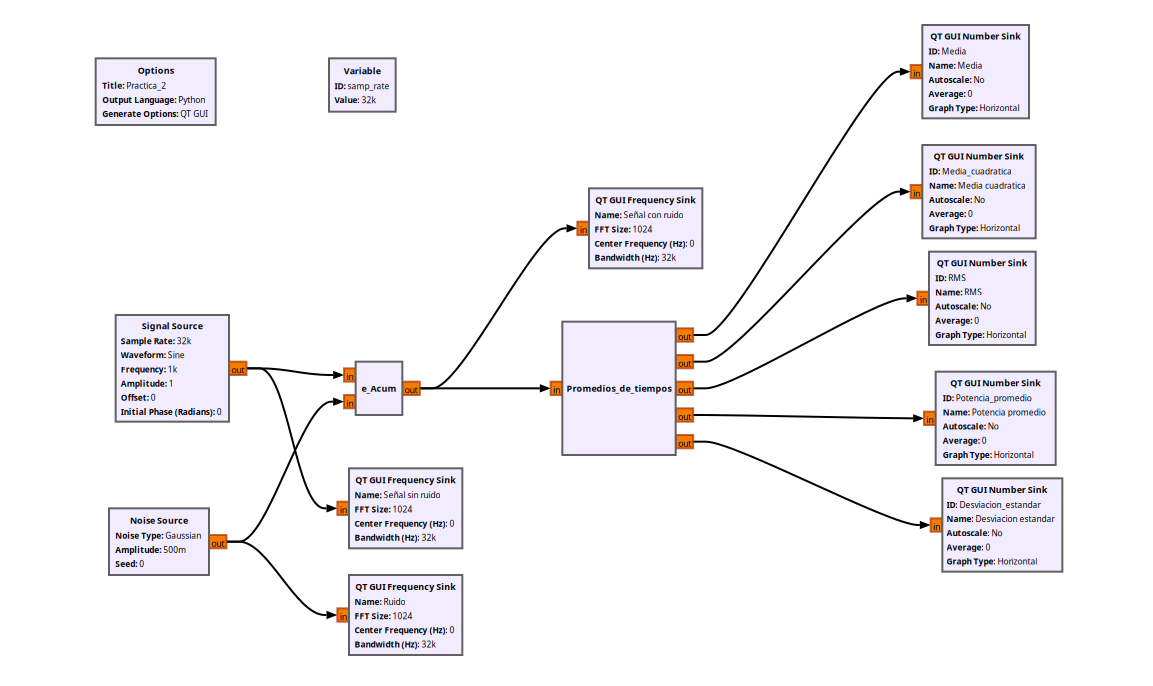 Options
Title: Practica_2
Output Language: Python
Generate Options: QT GUI
Variable
ID: samp_rate
Value: 32k
QT GUI Number Sink
ID: Media
Name: Media
Autoscale: No
Average: 0
Graph Type: Horizontal
in
QT GUI Number Sink
ID: Media_cuadratica
Name: Media cuadratica
Autoscale: No
Average: 0
Graph Type: Horizontal
in
QT GUI Frequency Sink
Name: Señal con ruido
FFT Size: 1024
Center Frequency (Hz): 0
Bandwidth (Hz): 32k
in
QT GUI Number Sink
ID: RMS
Name: RMS
Autoscale: No
Average: 0
Graph Type: Horizontal
in
Signal Source
Sample Rate: 32k
Waveform: Sine
Frequency: 1k
Amplitude: 1
Offset: 0
Initial Phase (Radians): 0
out
in
in
e_Acum
out
in
Promedios_de_tiempos
out
out
out
out
out
QT GUI Number Sink
ID: Potencia_promedio
Name: Potencia promedio
Autoscale: No
Average: 0
Graph Type: Horizontal
in
QT GUI Frequency Sink
Name: Señal sin ruido
FFT Size: 1024
Center Frequency (Hz): 0
Bandwidth (Hz): 32k
in
QT GUI Number Sink
ID: Desviacion_estandar
Name: Desviacion estandar
Autoscale: No
Average: 0
Graph Type: Horizontal
in
Noise Source
Noise Type: Gaussian
Amplitude: 500m
Seed: 0
out
QT GUI Frequency Sink
Name: Ruido
FFT Size: 1024
Center Frequency (Hz): 0
Bandwidth (Hz): 32k
in